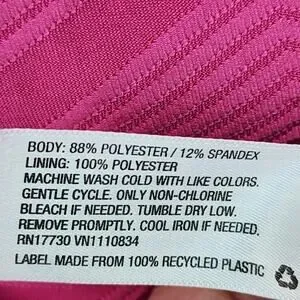 BODY: 88% POLYESTER / 12% SPANDEX
LINING: 100% POLYESTER
MACHINE WASH COLD WITH LIKE COLORS.
GENTLE CYCLE. ONLY NON-CHLORINE
BLEACH IF NEEDED. TUMBLE DRY LOW.
REMOVE PROMPTLY. COOL IRON IF NEEDED.
RN17730 VN1110834
LABEL MADE FROM 100% RECYCLED PLASTIC